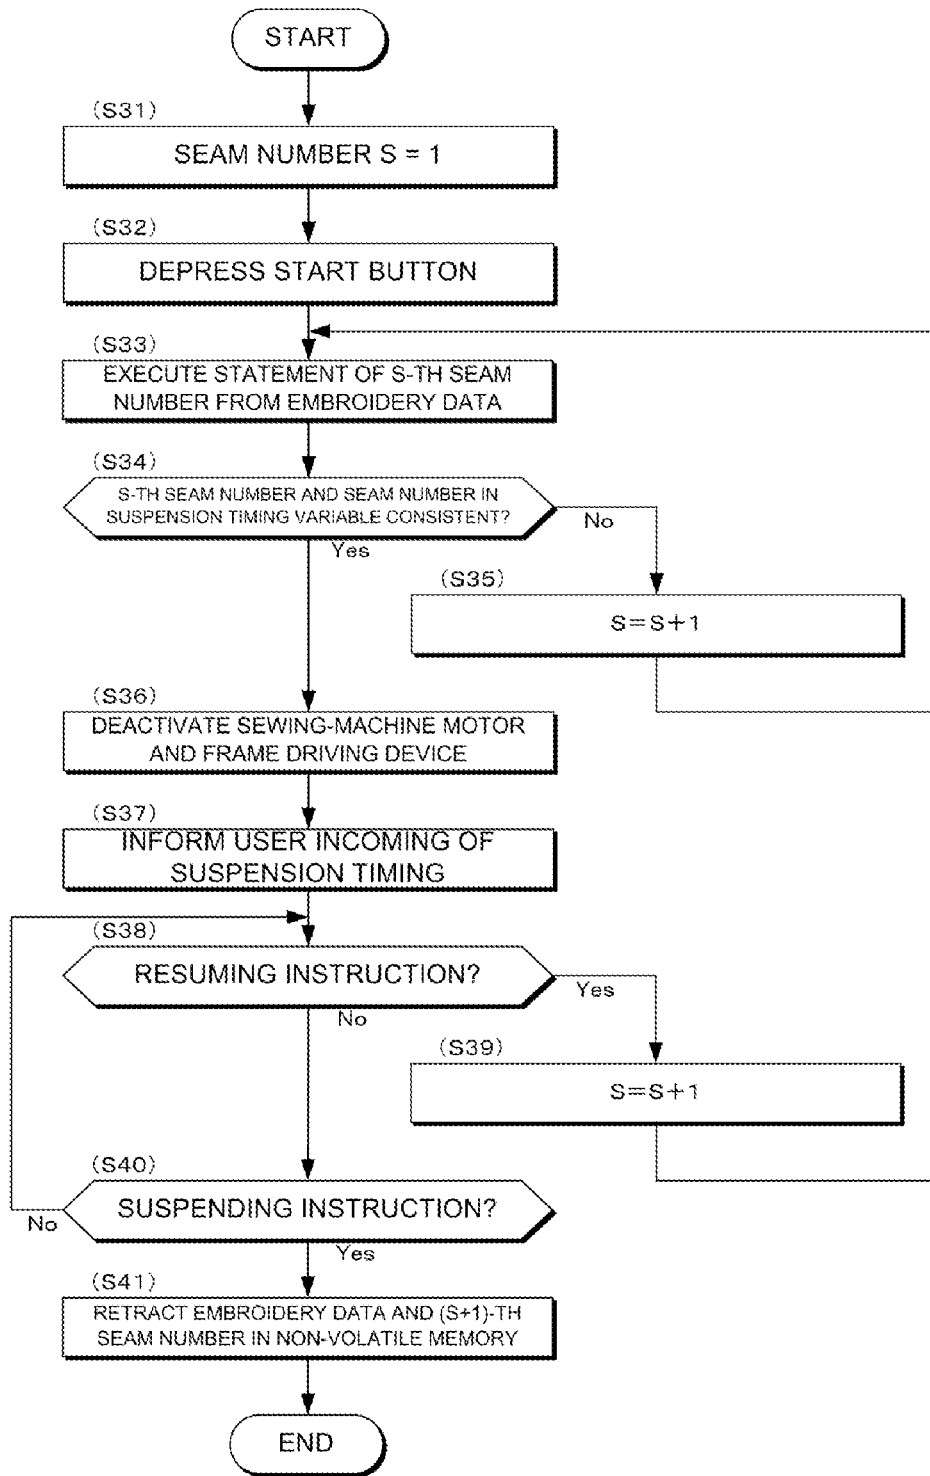 START
(S31)
SEAM NUMBER S = 1
(S32)
DEPRESS START BUTTON
(S33)
EXECUTE STATEMENT OF S-TH SEAM
NUMBER FROM EMBROIDERY DATA
(S34)
S-TH SEAM NUMBER AND SEAM NUMBER IN
SUSPENSION TIMING VARIABLE CONSISTENT?
No
Yes
(S35)
S=S+1
(S36)
DEACTIVATE SEWING-MACHINE MOTOR
AND FRAME DRIVING DEVICE
(S37)
INFORM USER INCOMING OF
SUSPENSION TIMING
(S38)
RESUMING INSTRUCTION?
Yes
No
(S39)
S=S+1
(S40)
SUSPENDING INSTRUCTION?
No
Yes
(S41)
RETRACT EMBROIDERY DATA AND (S+1)-TH
SEAM NUMBER IN NON-VOLATILE MEMORY
END